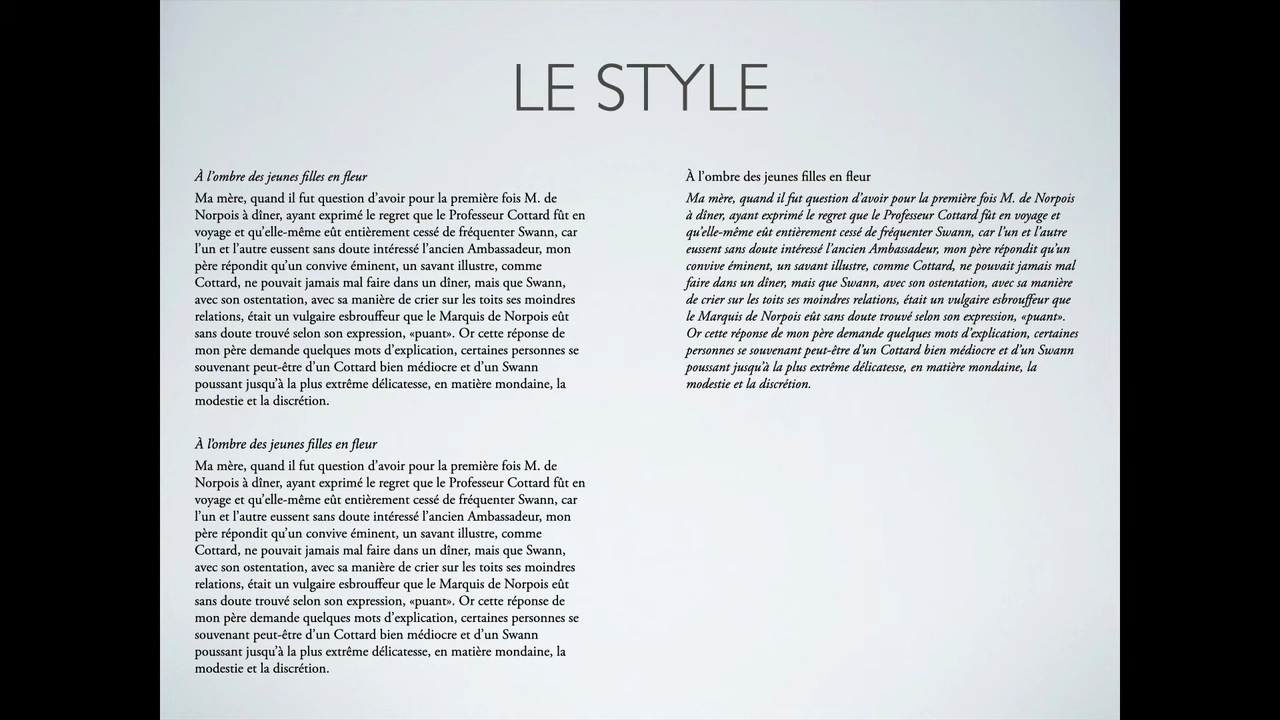 LE STYLE
À l’ombre des jeunes filles en fleur
Ma mère, quand il fut question d’avoir pour la première fois M. de
Norpois à dîner, ayant exprimé le regret que le Professeur Cottard fût en
voyage et qu’elle-même eût entièrement cessé de fréquenter Swann, car
l’un et l’autre eussent sans doute intéressé l’ancien Ambassadeur, mon
père répondit qu’un convive éminent, un savant illustre, comme
Cottard, ne pouvait jamais mal faire dans un dîner, mais que Swann,
avec son ostentation, avec sa manière de crier sur les toits ses moindres
relations, était un vulgaire esbrouffeur que le Marquis de Norpois eût
sans doute trouvé selon son expression, «puant». Or cette réponse de
mon père demande quelques mots d’explication, certaines personnes se
souvenant peut-être d’un Cottard bien médiocre et d’un Swann
poussant jusqu’à la plus extrême délicatesse, en matière mondaine, la
modestie et la discrétion.
À l’ombre des jeunes filles en fleur
Ma mère, quand il fut question d’avoir pour la première fois M. de
Norpois à dîner, ayant exprimé le regret que le Professeur Cottard fût en
voyage et qu’elle-même eût entièrement cessé de fréquenter Swann, car
l’un et l’autre eussent sans doute intéressé l’ancien Ambassadeur, mon
père répondit qu’un convive éminent, un savant illustre, comme
Cottard, ne pouvait jamais mal faire dans un dîner, mais que Swann,
avec son ostentation, avec sa manière de crier sur les toits ses moindres
relations, était un vulgaire esbrouffeur que le Marquis de Norpois eût
sans doute trouvé selon son expression, «puant». Or cette réponse de
mon père demande quelques mots d’explication, certaines personnes se
souvenant peut-être d’un Cottard bien médiocre et d’un Swann
poussant jusqu’à la plus extrême délicatesse, en matière mondaine, la
modestie et la discrétion.
À l’ombre des jeunes filles en fleur
Ma mère, quand il fut question d’avoir pour la première fois M. de Norpois
à dîner, ayant exprimé le regret que le Professeur Cottard fût en voyage et
qu’elle-même eût entièrement cessé de fréquenter Swann, car l’un et l’autre
eussent sans doute intéressé l’ancien Ambassadeur, mon père répondit qu’un
convive éminent, un savant illustre, comme Cottard, ne pouvait jamais mal
faire dans un dîner, mais que Swann, avec son ostentation, avec sa manière
de crier sur les toits ses moindres relations, était un vulgaire esbrouffeur que
le Marquis de Norpois eût sans doute trouvé selon son expression, «puant».
Or cette réponse de mon père demande quelques mots d’explication, certaines
personnes se souvenant peut-être d’un Cottard bien médiocre et d’un Swann
poussant jusqu’à la plus extrême délicatesse, en matière mondaine, la
modestie et la discrétion.